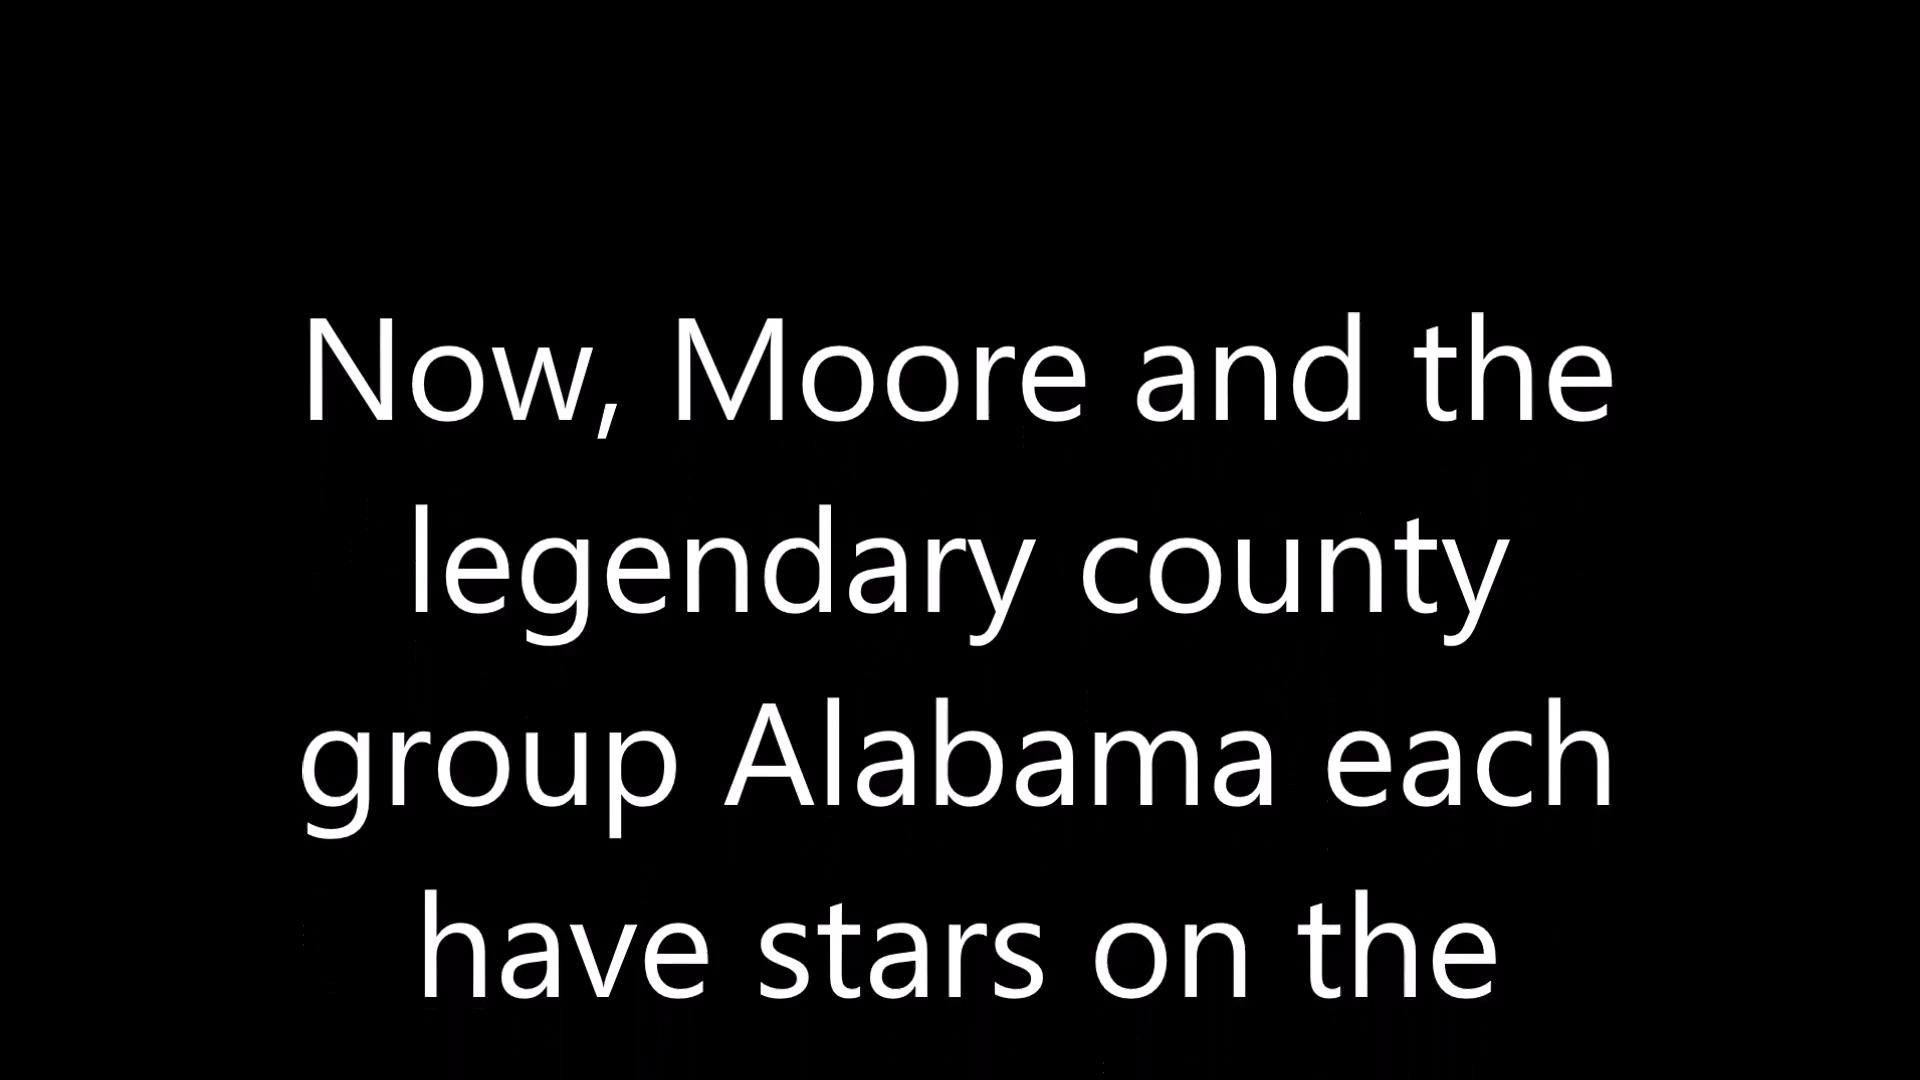 Now, Moore and the
legendary county
group Alabama each
have stars on the